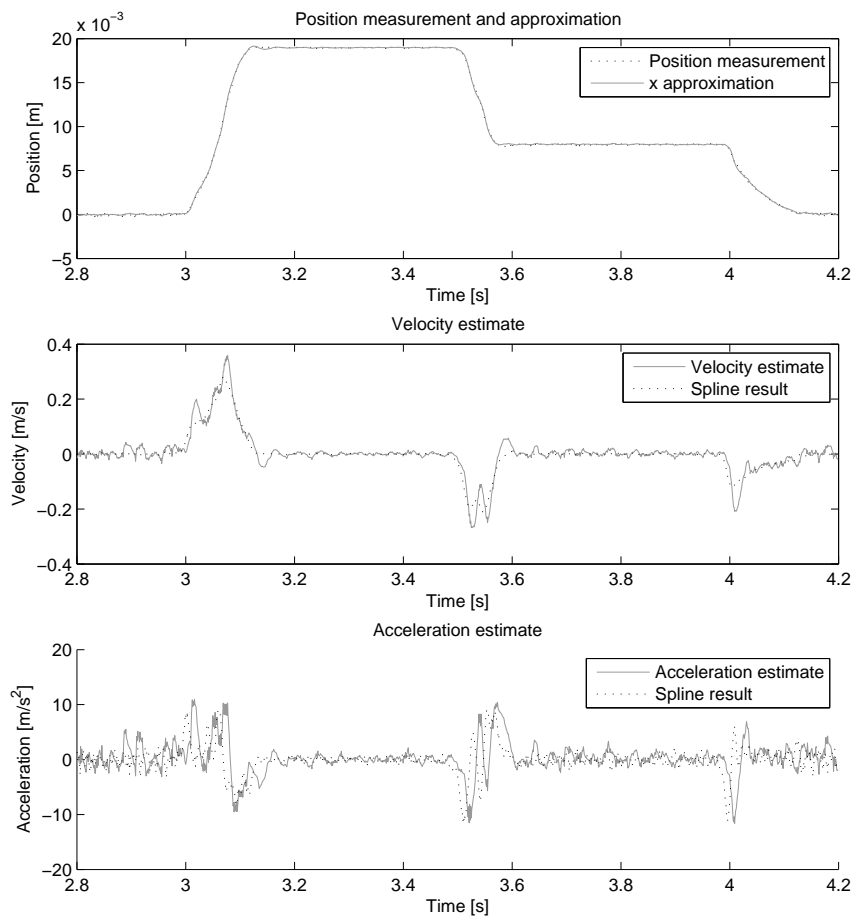 Position measurement and approximation
x 10⁻³
20
15
10
5
0
−5
Position [m]
Position measurement
x approximation
2.8 3 3.2 3.4 3.6 3.8 4 4.2
Time [s]
Velocity estimate
0.4
0.2
0
−0.2
−0.4
Velocity [m/s]
Velocity estimate
Spline result
2.8 3 3.2 3.4 3.6 3.8 4 4.2
Time [s]
Acceleration estimate
20
10
0
−10
−20
Acceleration [m/s²]
Acceleration estimate
Spline result
2.8 3 3.2 3.4 3.6 3.8 4 4.2
Time [s]